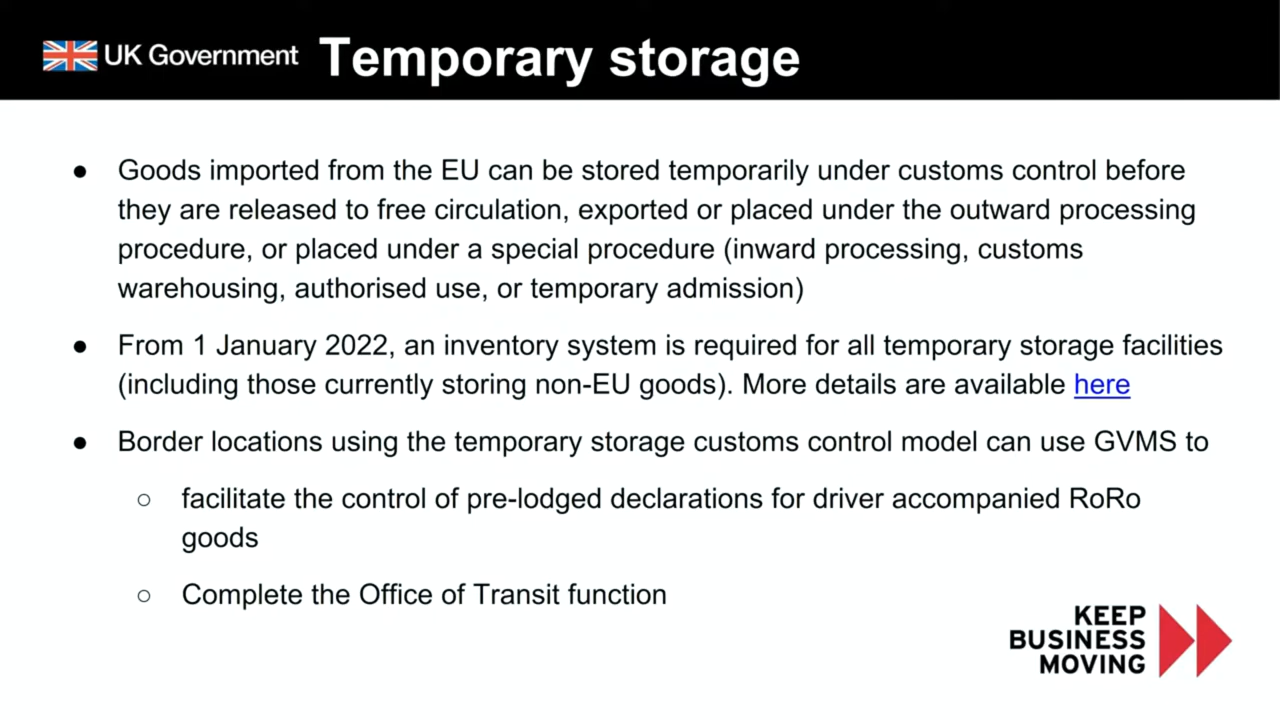 UK Government Temporary storage
● Goods imported from the EU can be stored temporarily under customs control before
they are released to free circulation, exported or placed under the outward processing
procedure, or placed under a special procedure (inward processing, customs
warehousing, authorised use, or temporary admission)
● From 1 January 2022, an inventory system is required for all temporary storage facilities
(including those currently storing non-EU goods). More details are available here
● Border locations using the temporary storage customs control model can use GVMS to
○ facilitate the control of pre-lodged declarations for driver accompanied RoRo
goods
○ Complete the Office of Transit function
KEEP
BUSINESS
MOVING